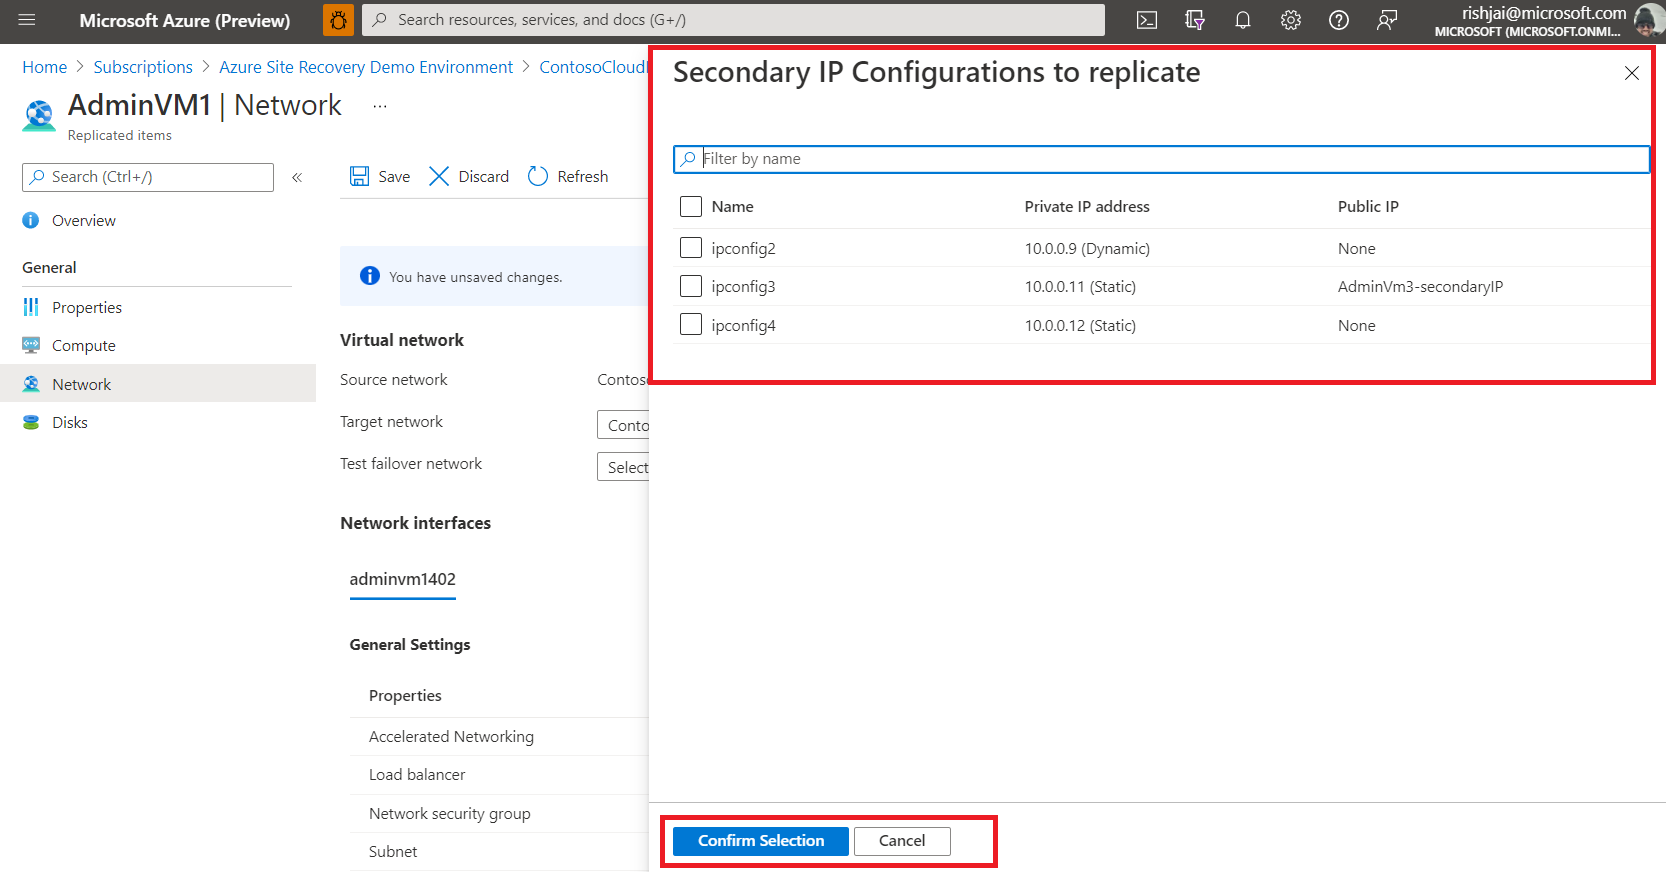 Microsoft Azure (Preview)
Search resources, services, and docs (G+/)
rishjai@microsoft.com
MICROSOFT (MICROSOFT.ONMI...
Home > Subscriptions > Azure Site Recovery Demo Environment > ContosoCloud
AdminVM1 | Network ...
Replicated items
Search (Ctrl+/)
«
Overview
General
Properties
Compute
Network
Disks
Save
Discard
Refresh
You have unsaved changes.
Virtual network
Source network
Contos
Target network
Conto
Test failover network
Select
Network interfaces
adminvm1402
General Settings
Properties
Accelerated Networking
Load balancer
Network security group
Subnet
Secondary IP Configurations to replicate
Filter by name
Name Private IP address Public IP
ipconfig2 10.0.0.9 (Dynamic) None
ipconfig3 10.0.0.11 (Static) AdminVm3-secondaryIP
ipconfig4 10.0.0.12 (Static) None
Confirm Selection
Cancel